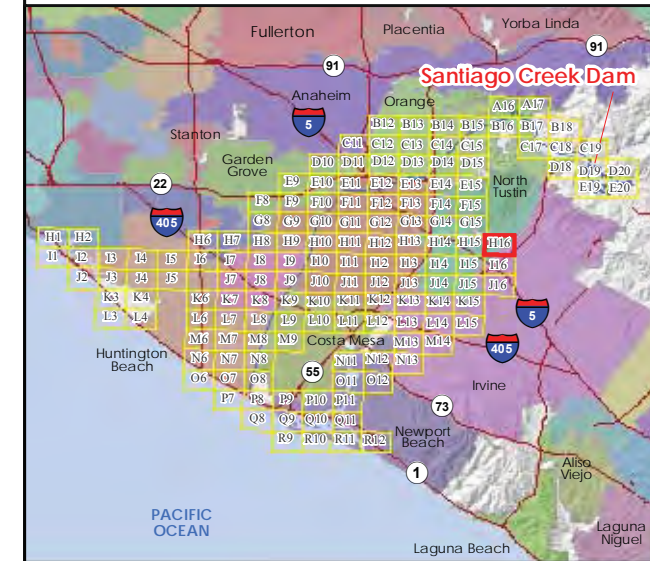 Yorba Linda
Fullerton
Placentia
91
91
Santiago Creek Dam
Anaheim
Orange
A16 A17
5
B12 B13 B14 B15 B16 B17 B18
Stanton
C11 C12 C13 C14 C15 C17 C18 C19
Garden
Grove
D10 D11 D12 D13 D14 D15 D18 D19 D20
22
E9 E10 E11 E12 E13 E14 E15 E19 E20
North
Tustin
F8 F9 F10 F11 F12 F13 F14 F15
405
G8 G9 G10 G11 G12 G13 G14 G15
H1 H2 H6 H7 H8 H9 H10 H11 H12 H13 H14 H15 H16
I1 I2 I3 I4 I5 I6 I7 I8 I9 I10 I11 I12 I13 I14 I15 I16
J2 J3 J4 J5 J7 J8 J9 J10 J11 J12 J13 J14 J15 J16
K3 K4 K6 K7 K8 K9 K10 K11 K12 K13 K14 K15
5
L3 L4 L6 L7 L8 L9 L10 L11 L12 L13 L14 L15
M6 M7 M8 M9 Costa Mesa M13 M14
405
Huntington
Beach
N6 N7 N8 N11 N12 N13
55
O6 O7 O8 O11 O12
Irvine
P7 P8 P9 P10 P11
73
Q8 Q9 Q10 Q11
Newport
Beach
R9 R10 R11 R12
1
Aliso
Viejo
PACIFIC
OCEAN
Laguna
Niguel
Laguna Beach